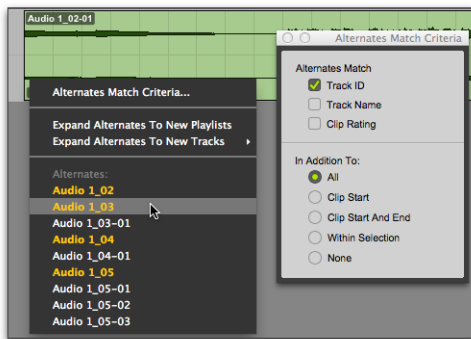 Audio 1_02-01
Alternates Match Criteria...
Expand Alternates To New Playlists
Expand Alternates To New Tracks
Alternates:
Audio 1_02
Audio 1_03
Audio 1_03-01
Audio 1_04
Audio 1_04-01
Audio 1_05
Audio 1_05-01
Audio 1_05-02
Audio 1_05-03
Alternates Match Criteria
Alternates Match
Track ID
Track Name
Clip Rating
In Addition To:
All
Clip Start
Clip Start And End
Within Selection
None